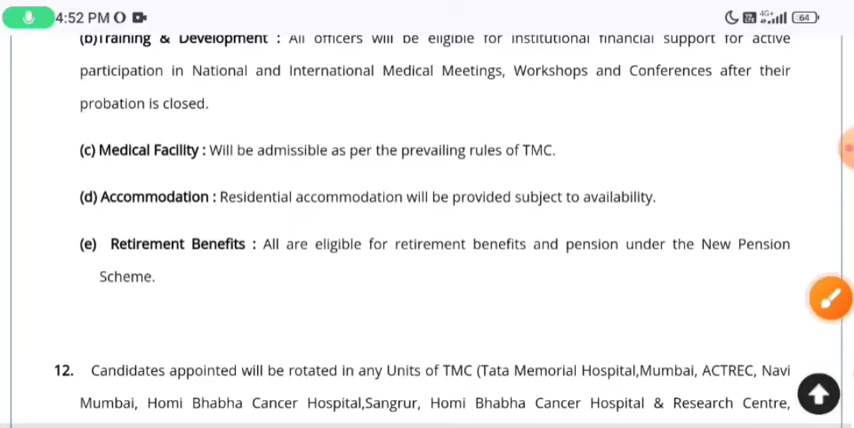 4:52 PM
4G+
64
(b)Training & Development : All officers will be eligible for institutional financial support for active
participation in National and International Medical Meetings, Workshops and Conferences after their
probation is closed.
(c) Medical Facility : Will be admissible as per the prevailing rules of TMC.
(d) Accommodation : Residential accommodation will be provided subject to availability.
(e) Retirement Benefits : All are eligible for retirement benefits and pension under the New Pension
Scheme.
12. Candidates appointed will be rotated in any Units of TMC (Tata Memorial Hospital,Mumbai, ACTREC, Navi
Mumbai, Homi Bhabha Cancer Hospital,Sangrur, Homi Bhabha Cancer Hospital & Research Centre,